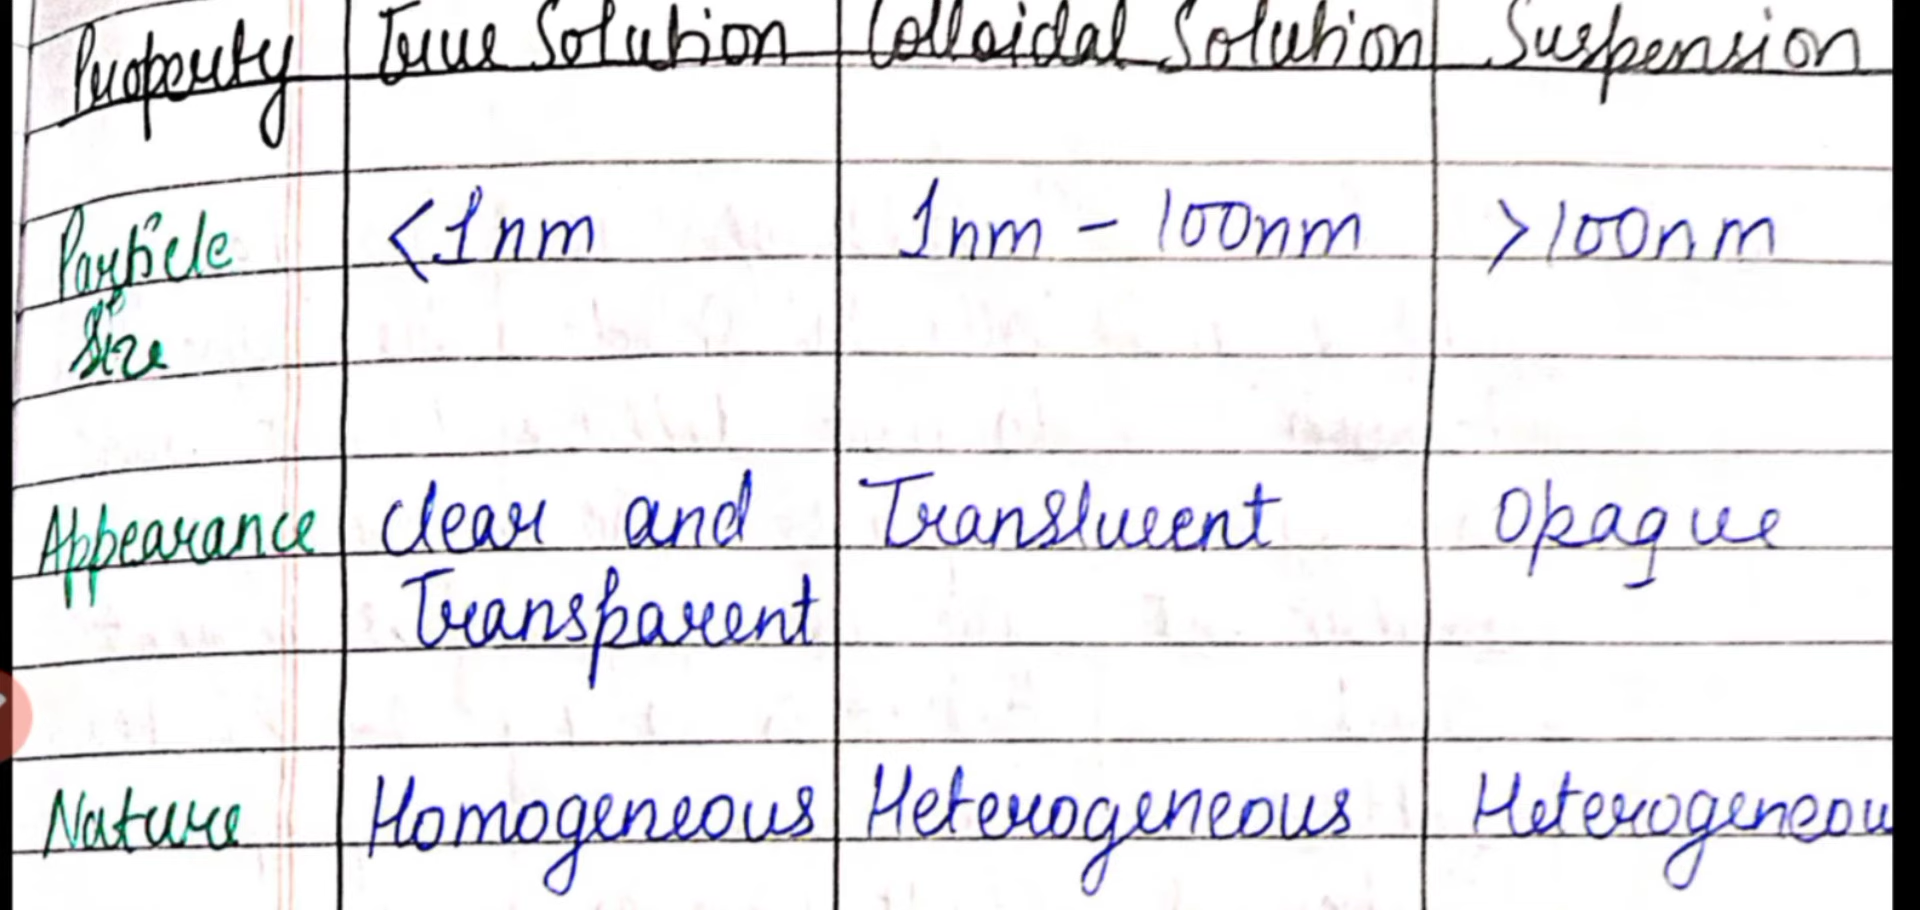 Property True Solution Colloidal Solution Suspension
Particle <1nm 1nm - 100nm >100nm
Size
Appearance clear and Translucent Opaque
Transparent
Nature Homogeneous Heterogeneous Heterogeneou